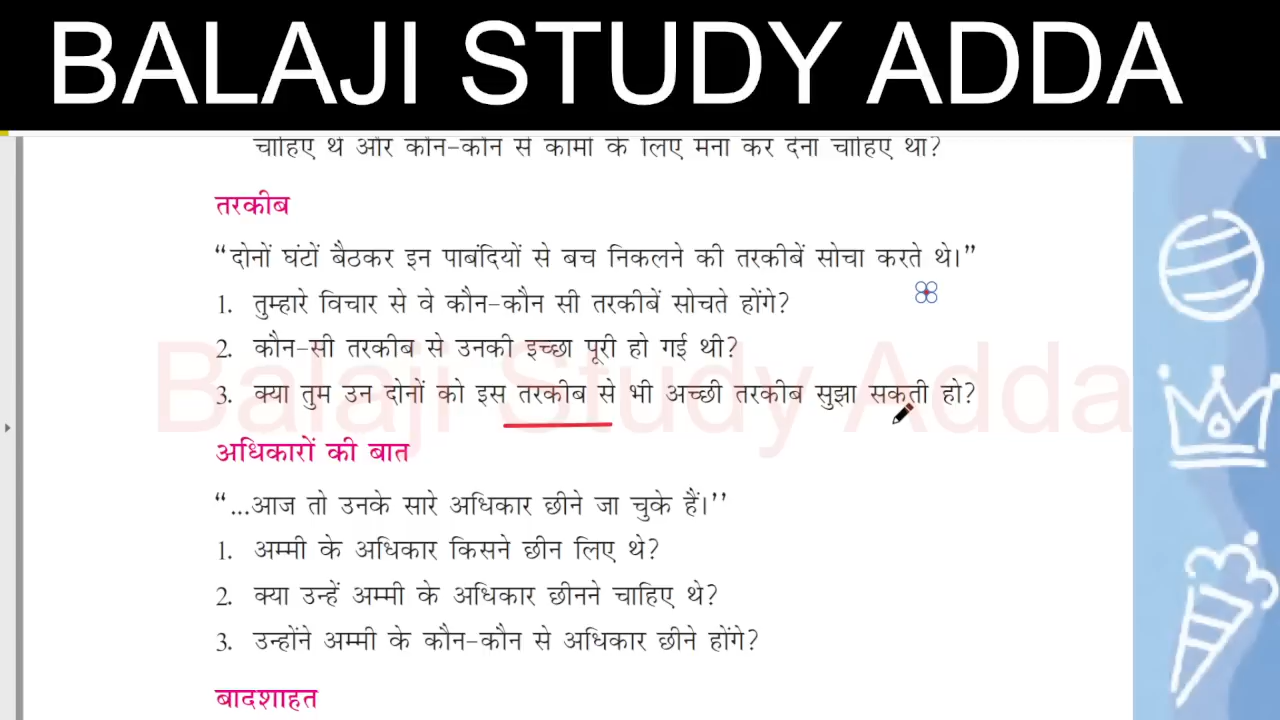 BALAJI STUDY ADDA
चाहिए थे और कौन-कौन से कामों के लिए मना कर देना चाहिए था?
तरकीब
“दोनों घंटों बैठकर इन पाबंदियों से बच निकलने की तरकीबें सोचा करते थे।”
1. तुम्हारे विचार से वे कौन-कौन सी तरकीबें सोचते होंगे?
2. कौन-सी तरकीब से उनकी इच्छा पूरी हो गई थी?
Balaji Study Adda
3. क्या तुम उन दोनों को इस तरकीब से भी अच्छी तरकीब सुझा सकती हो?
अधिकारों की बात
“...आज तो उनके सारे अधिकार छीने जा चुके हैं।’’
1. अम्मी के अधिकार किसने छीन लिए थे?
2. क्या उन्हें अम्मी के अधिकार छीनने चाहिए थे?
3. उन्होंने अम्मी के कौन-कौन से अधिकार छीने होंगे?
बादशाहत